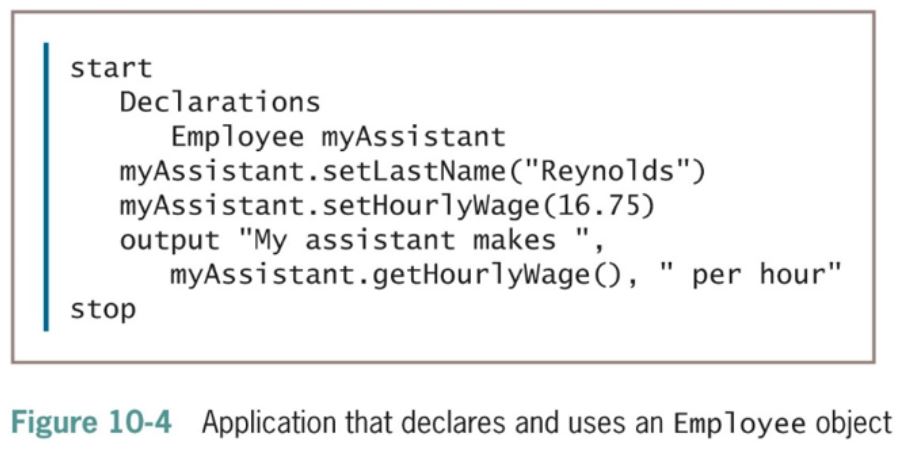 start
Declarations
Employee myAssistant
myAssistant.setLastName("Reynolds")
myAssistant.setHourlyWage(16.75)
output "My assistant makes ",
myAssistant.getHourlyWage(), " per hour"
stop
Figure 10-4 Application that declares and uses an Employee object